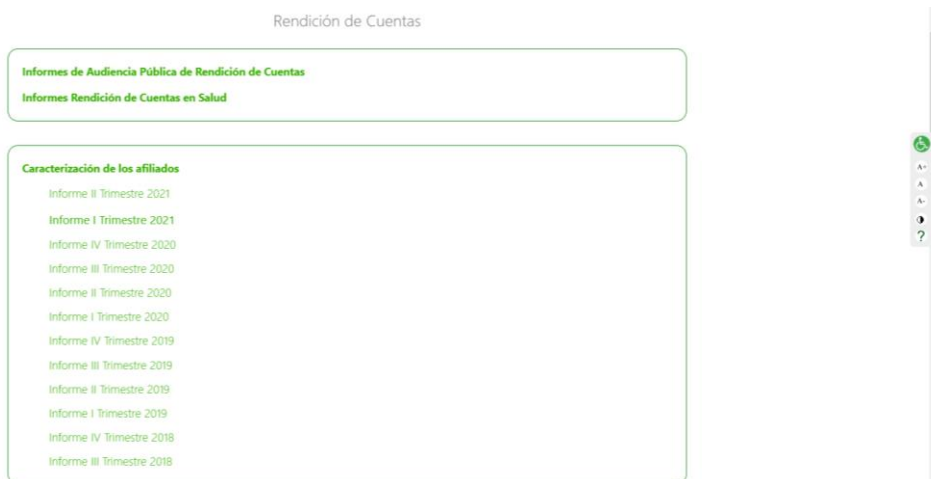 Rendición de Cuentas
Informes de Audiencia Pública de Rendición de Cuentas
Informes Rendición de Cuentas en Salud
Caracterización de los afiliados
Informe II Trimestre 2021
Informe I Trimestre 2021
Informe IV Trimestre 2020
Informe III Trimestre 2020
Informe II Trimestre 2020
Informe I Trimestre 2020
Informe IV Trimestre 2019
Informe III Trimestre 2019
Informe II Trimestre 2019
Informe I Trimestre 2019
Informe IV Trimestre 2018
Informe III Trimestre 2018
A+
A
A-
?